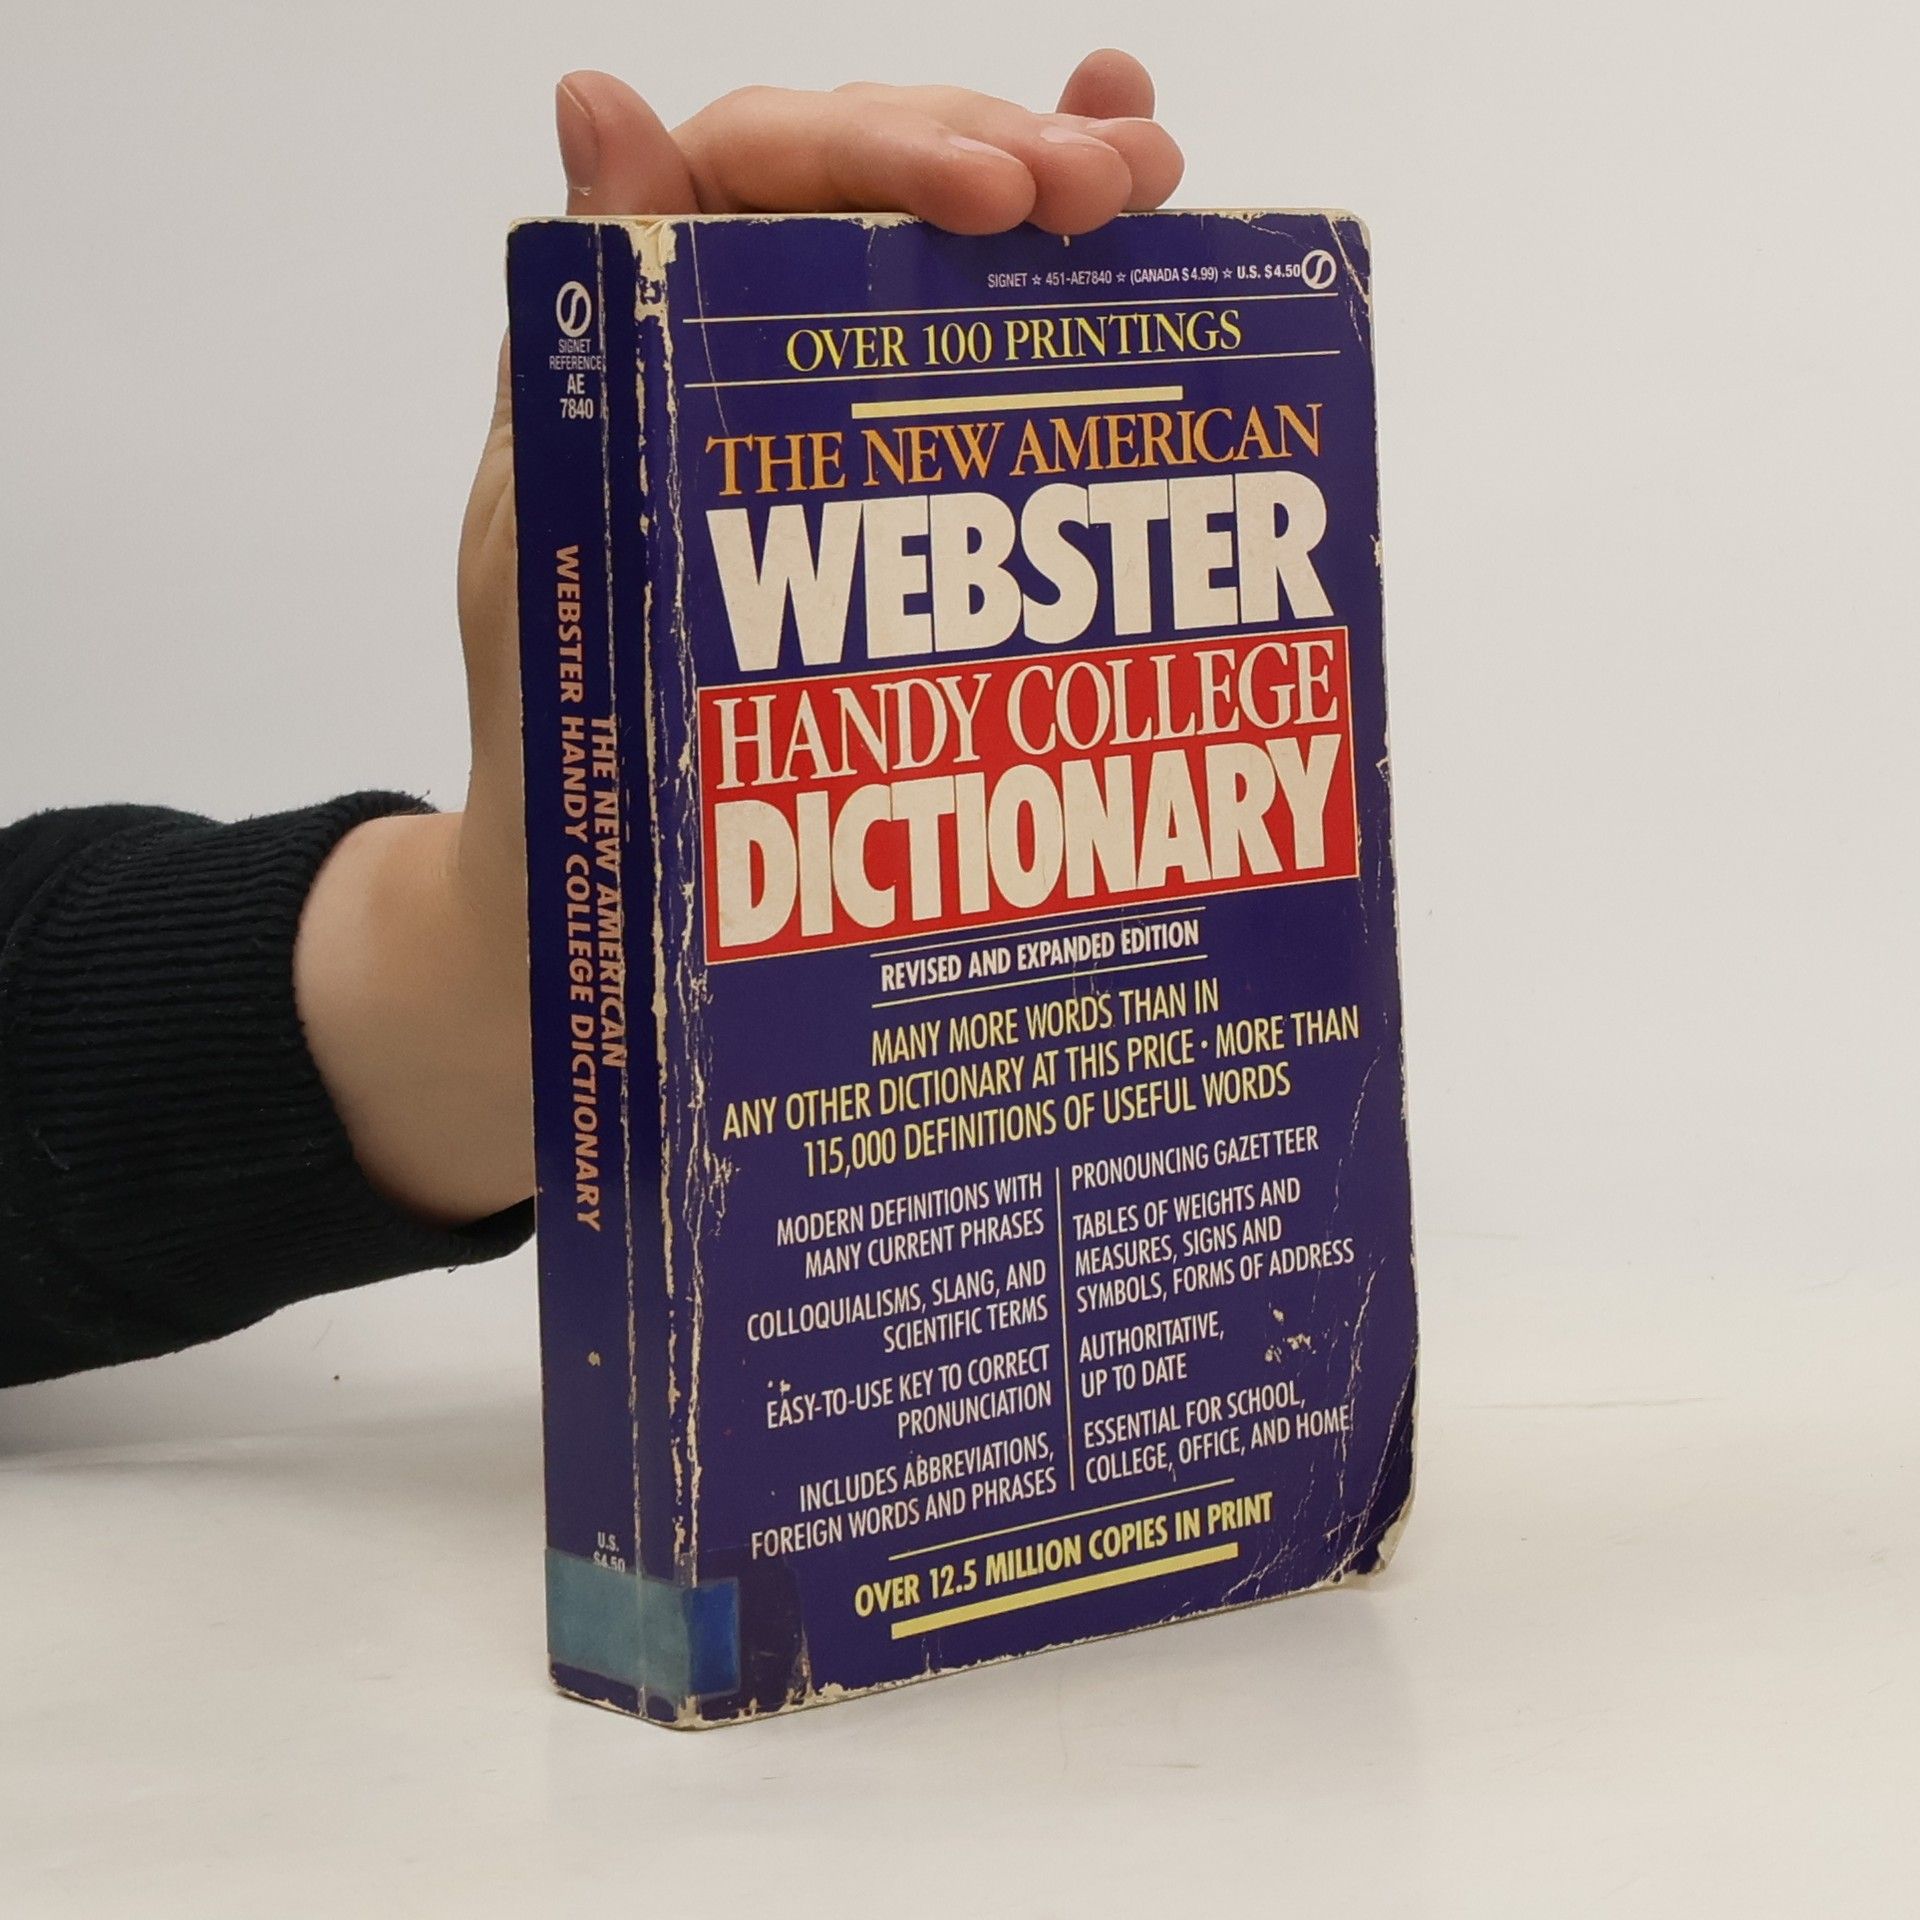 SIGNET
REFERENCE
AE
7840
THE NEW AMERICAN
WEBSTER HANDY COLLEGE DICTIONARY
U.S.
$4.50
SIGNET ☆ 451-AE7840 ☆ (CANADA $4.99) ☆ U.S. $4.50
OVER 100 PRINTINGS
THE NEW AMERICAN
WEBSTER
HANDY COLLEGE
DICTIONARY
REVISED AND EXPANDED EDITION
MANY MORE WORDS THAN IN
ANY OTHER DICTIONARY AT THIS PRICE · MORE THAN
115,000 DEFINITIONS OF USEFUL WORDS
MODERN DEFINITIONS WITH
MANY CURRENT PHRASES
COLLOQUIALISMS, SLANG, AND
SCIENTIFIC TERMS
EASY-TO-USE KEY TO CORRECT
PRONUNCIATION
INCLUDES ABBREVIATIONS,
FOREIGN WORDS AND PHRASES
PRONOUNCING GAZETTEER
TABLES OF WEIGHTS AND
MEASURES, SIGNS AND
SYMBOLS, FORMS OF ADDRESS
AUTHORITATIVE,
UP TO DATE
ESSENTIAL FOR SCHOOL,
COLLEGE, OFFICE, AND HOME!
OVER 12.5 MILLION COPIES IN PRINT